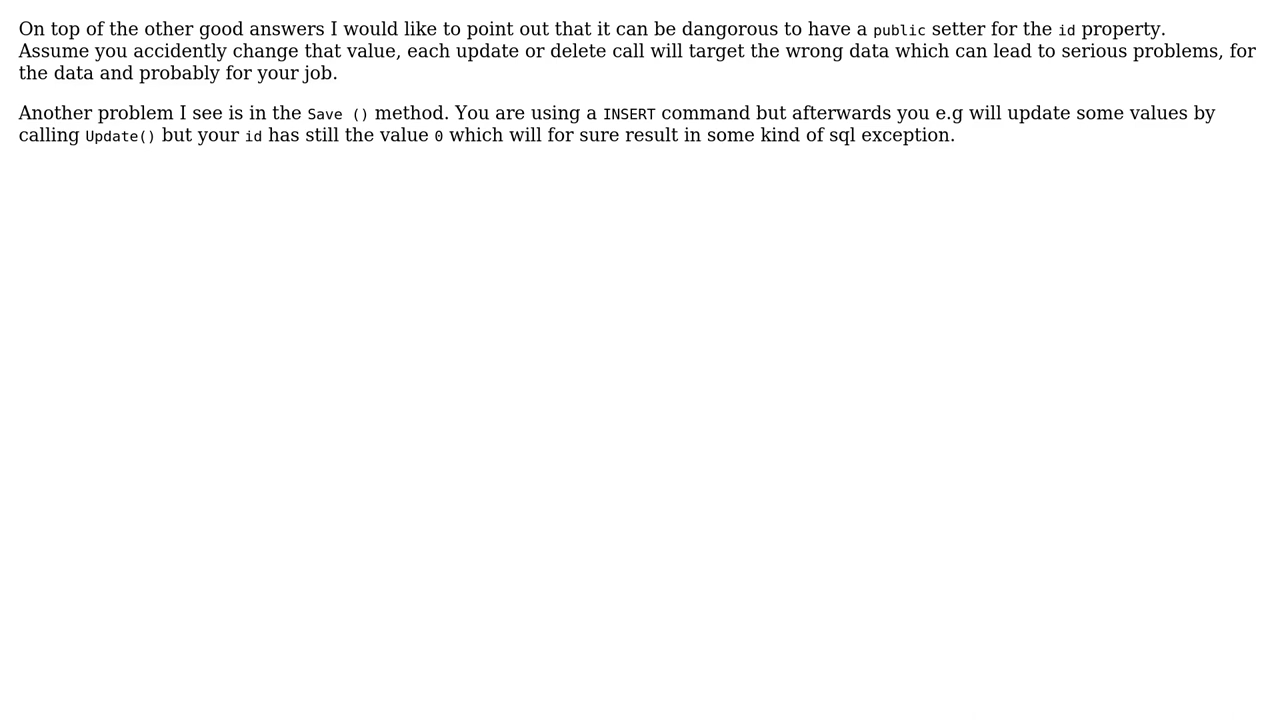 On top of the other good answers I would like to point out that it can be dangorous to have a public setter for the id property.
Assume you accidently change that value, each update or delete call will target the wrong data which can lead to serious problems, for
the data and probably for your job.
Another problem I see is in the Save () method. You are using a INSERT command but afterwards you e.g will update some values by
calling Update() but your id has still the value 0 which will for sure result in some kind of sql exception.